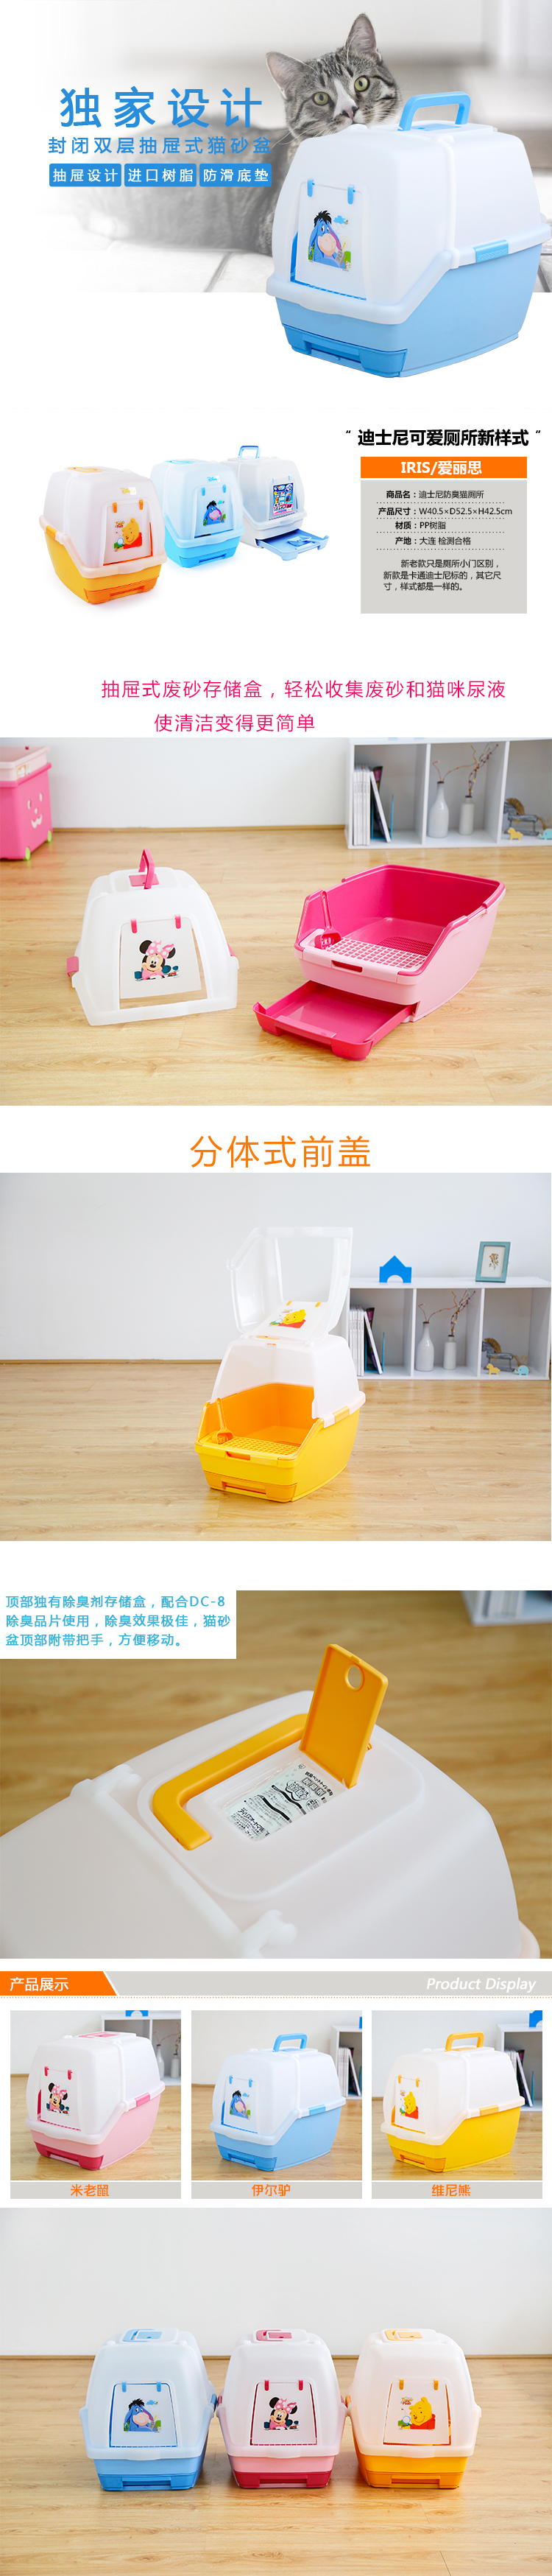 独家设计
封闭双层抽屉式猫砂盆
抽屉设计 进口树脂 防滑底垫
“ 迪士尼可爱厕所新样式 ”
IRIS/爱丽思
商品名：迪士尼防臭猫厕所
产品尺寸：W40.5×D52.5×H42.5cm
材质：PP树脂
产地：大连 检测合格
新老款只是厕所小门区别，
新款是卡通迪士尼标的，其它尺
寸，样式都是一样的。
抽屉式废砂存储盒，轻松收集废砂和猫咪尿液
使清洁变得更简单
分体式前盖
顶部独有除臭剂存储盒，配合DC-8
除臭品片使用，除臭效果极佳，猫砂
盆顶部附带把手，方便移动。
产品展示
Product Display
米老鼠
伊尔驴
维尼熊